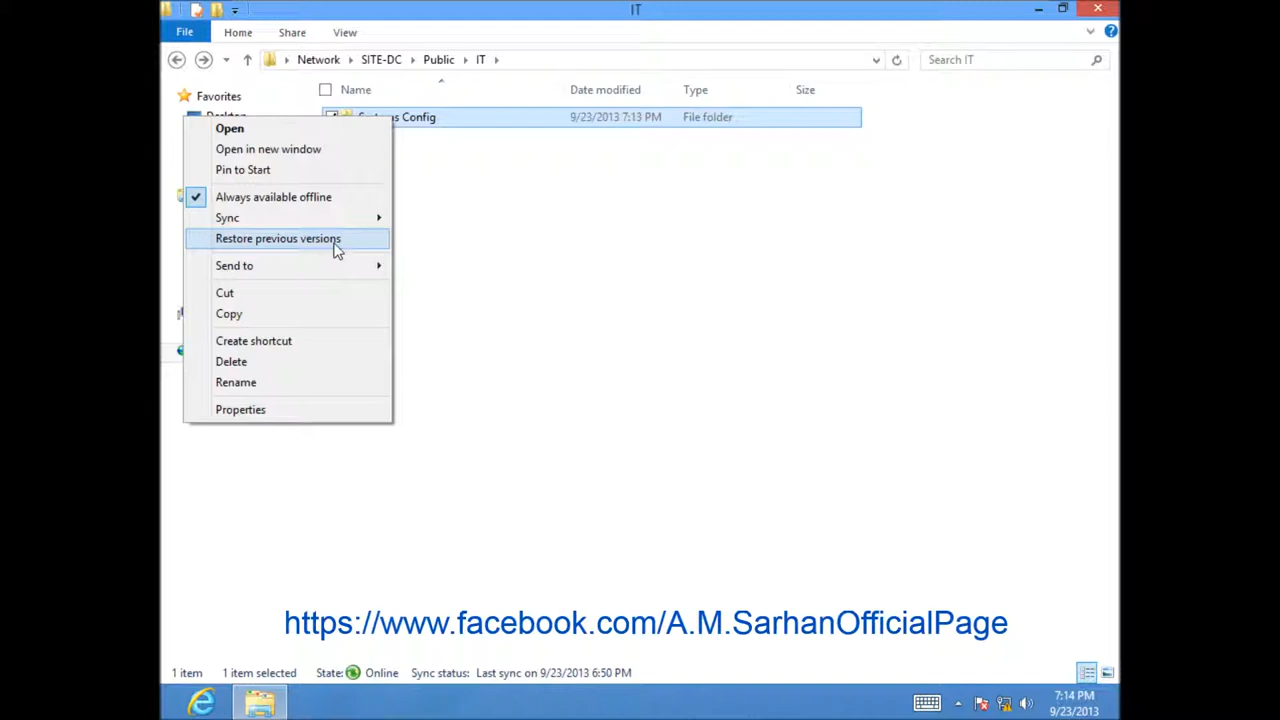 IT
File Home Share View
Network SITE-DC Public IT
Search IT
Favorites
Name Date modified Type Size
Config 9/23/2013 7:13 PM File folder
Open
Open in new window
Pin to Start
Always available offline
Sync
Restore previous versions
Send to
Cut
Copy
Create shortcut
Delete
Rename
Properties
https://www.facebook.com/A.M.SarhanOfficialPage
1 item 1 item selected State: Online Sync status: Last sync on 9/23/2013 6:50 PM
7:14 PM
9/23/2013